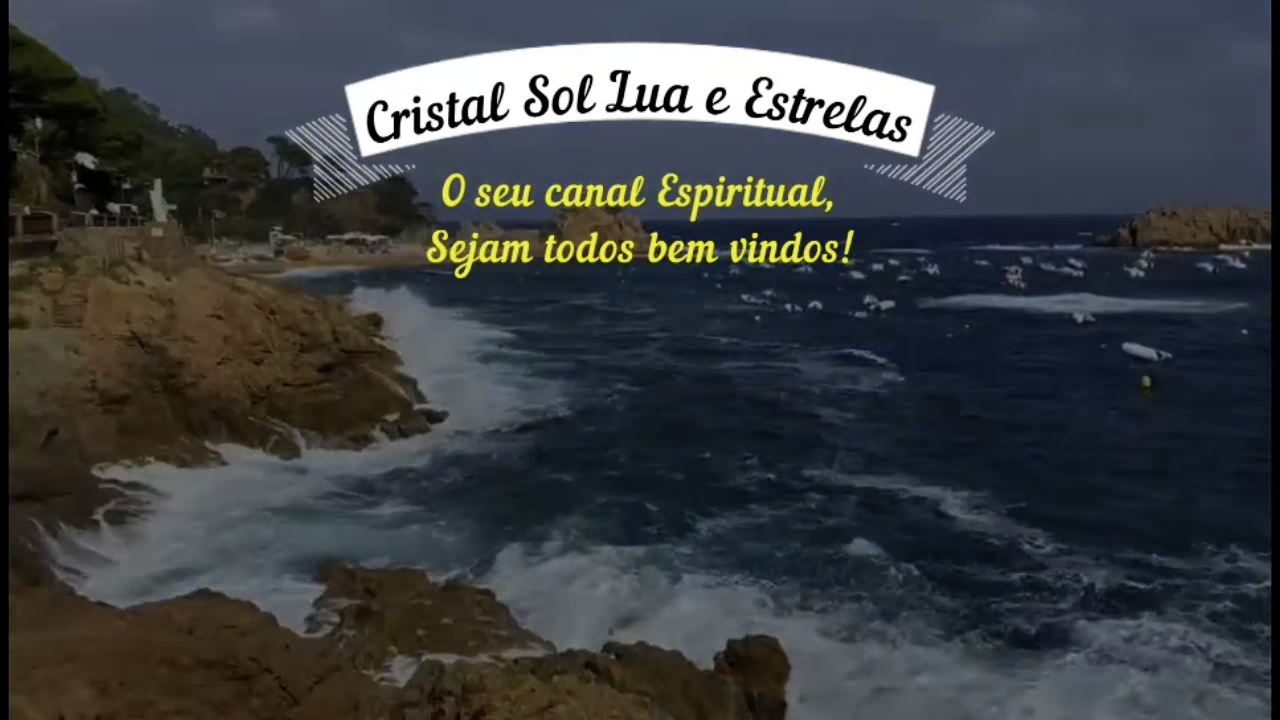 Cristal Sol Lua e Estrelas
O seu canal Espiritual,
Sejam todos bem vindos!